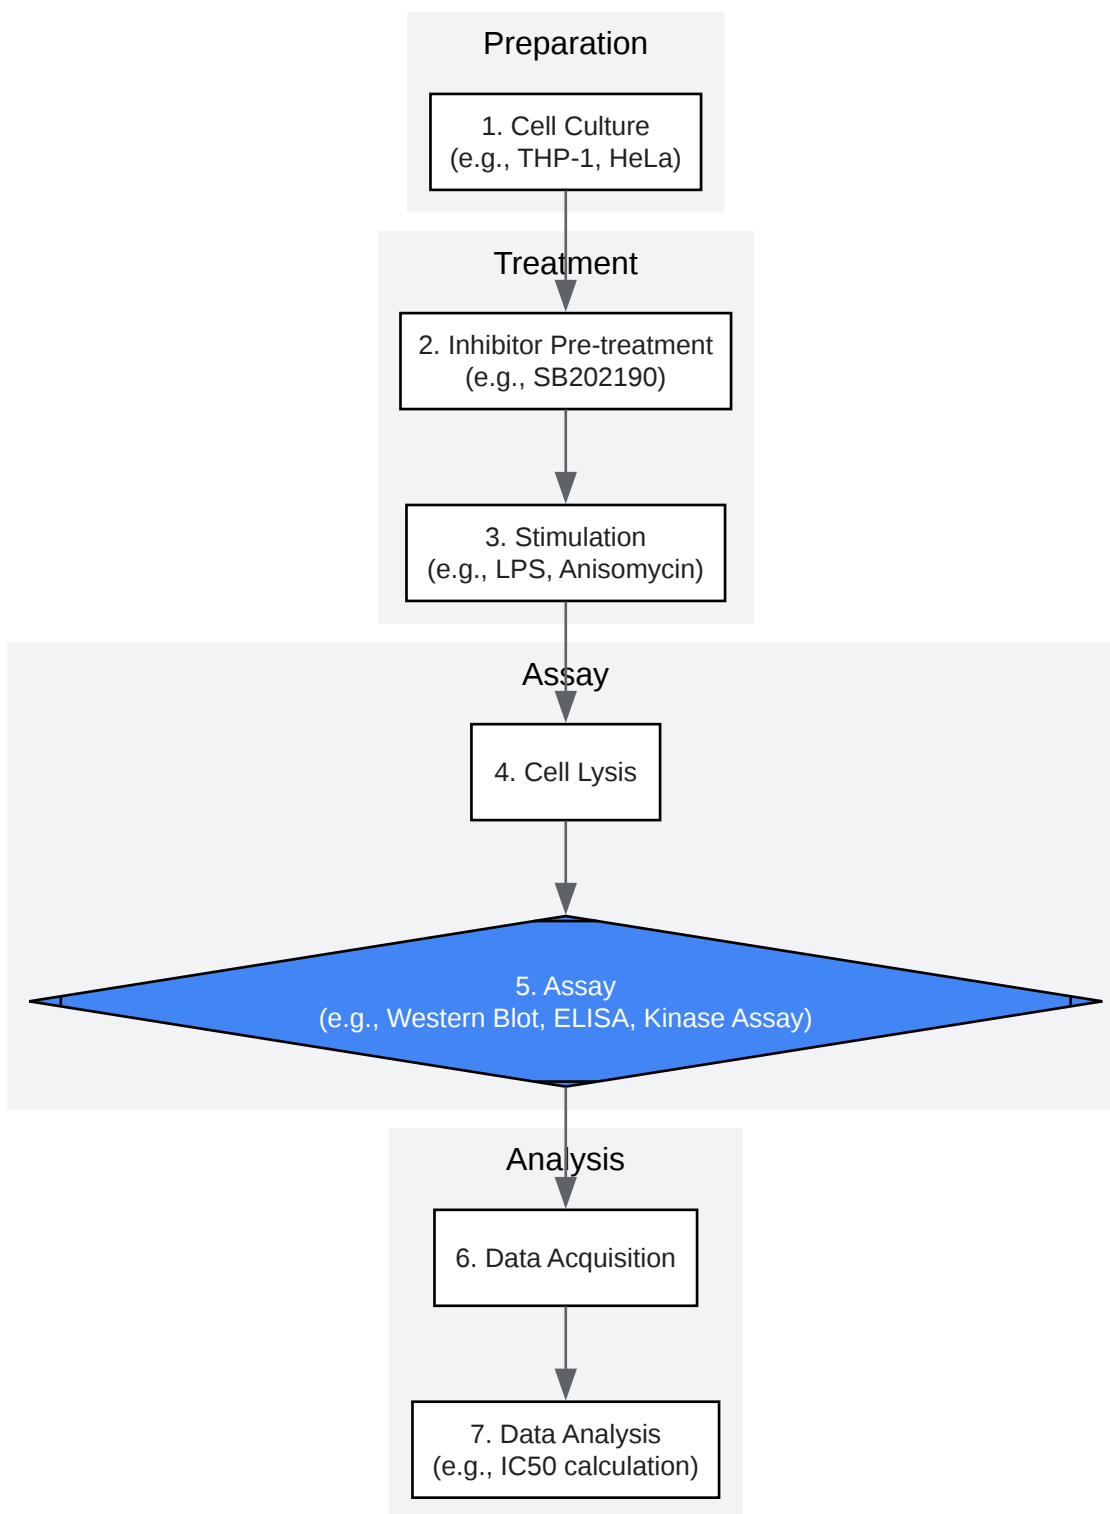 Preparation
1. Cell Culture
(e.g., THP-1, HeLa)
Treatment
2. Inhibitor Pre-treatment
(e.g., SB202190)
3. Stimulation
(e.g., LPS, Anisomycin)
Assay
4. Cell Lysis
5. Assay
(e.g., Western Blot, ELISA, Kinase Assay)
Analysis
6. Data Acquisition
7. Data Analysis
(e.g., IC50 calculation)